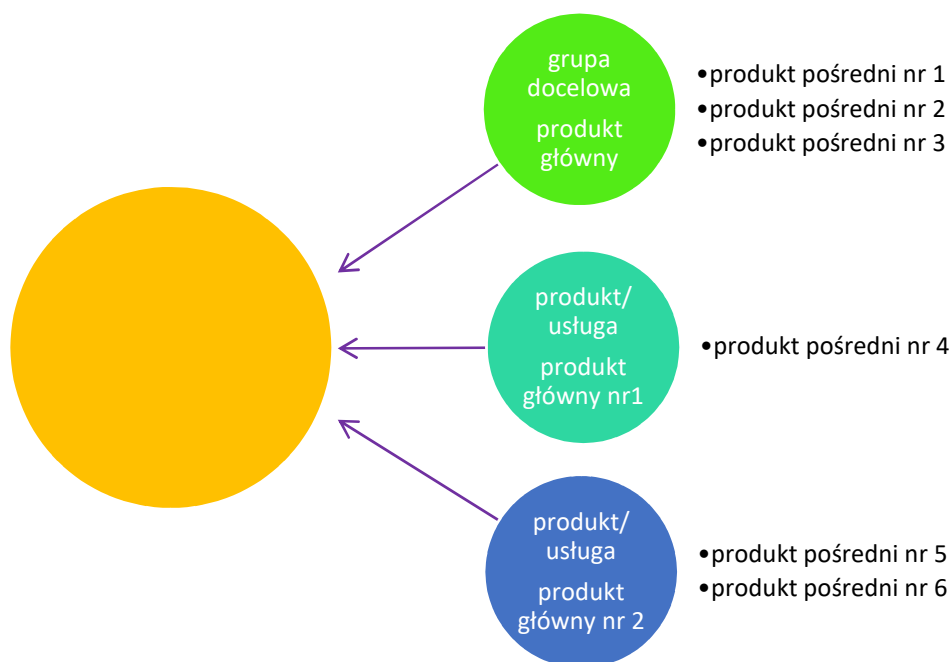 grupa
docelowa
produkt
główny
•produkt pośredni nr 1
•produkt pośredni nr 2
•produkt pośredni nr 3
produkt/
usługa
produkt
główny nr1
•produkt pośredni nr 4
produkt/
usługa
produkt
główny nr 2
•produkt pośredni nr 5
•produkt pośredni nr 6